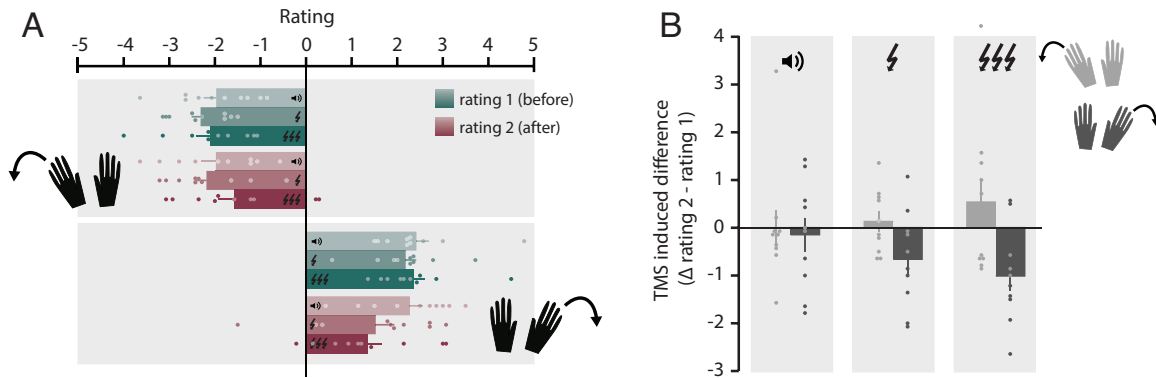 A
Rating
-5 -4 -3 -2 -1 0 1 2 3 4 5
rating 1 (before)
rating 2 (after)
B
TMS induced difference
(Δ rating 2 - rating 1)
4
3
2
1
0
-1
-2
-3